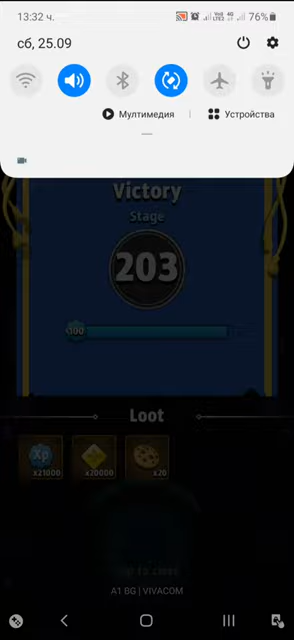 13:32 ч.
76%
сб, 25.09
Мултимедия
Устройства
Victory
Stage
203
100
Loot
Xp
x21000
x20000
x20
A1 BG | VIVACOM